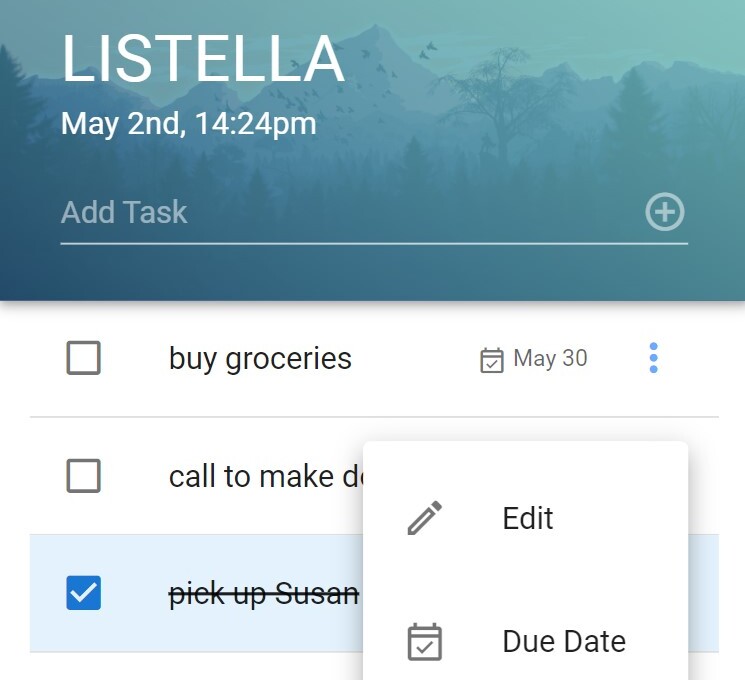 LISTELLA
May 2nd, 14:24pm
Add Task
buy groceries May 30
call to make
Edit
pick up Susan
Due Date